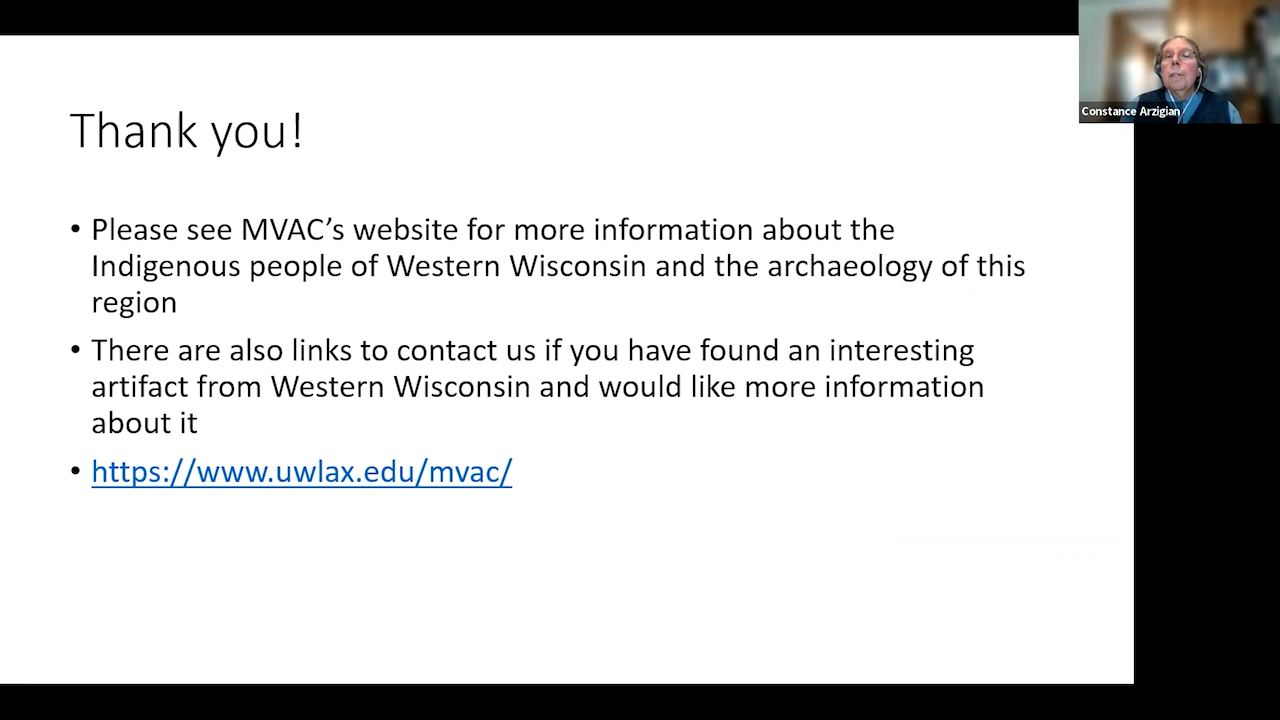 Constance Arzigian
Thank you!
• Please see MVAC’s website for more information about the
Indigenous people of Western Wisconsin and the archaeology of this
region
• There are also links to contact us if you have found an interesting
artifact from Western Wisconsin and would like more information
about it
• https://www.uwlax.edu/mvac/